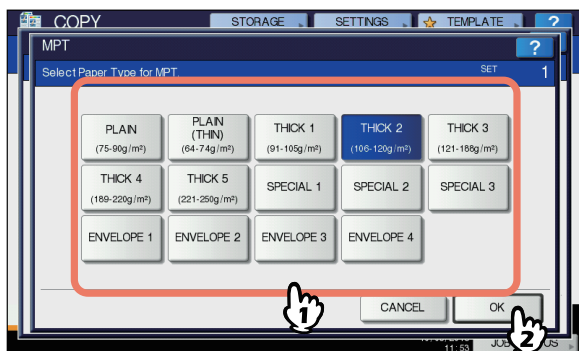 COPY STORAGE SETTINGS TEMPLATE ?
MPT ?
Select Paper Type for MPT. SET 1
PLAIN
(75-90g/m²)
PLAIN
(THIN)
(64-74g/m²)
THICK 1
(91-105g/m²)
THICK 2
(106-120g/m²)
THICK 3
(121-188g/m²)
THICK 4
(189-220g/m²)
THICK 5
(221-250g/m²)
SPECIAL 1
SPECIAL 2
SPECIAL 3
ENVELOPE 1
ENVELOPE 2
ENVELOPE 3
ENVELOPE 4
1
CANCEL
OK
2
11:53